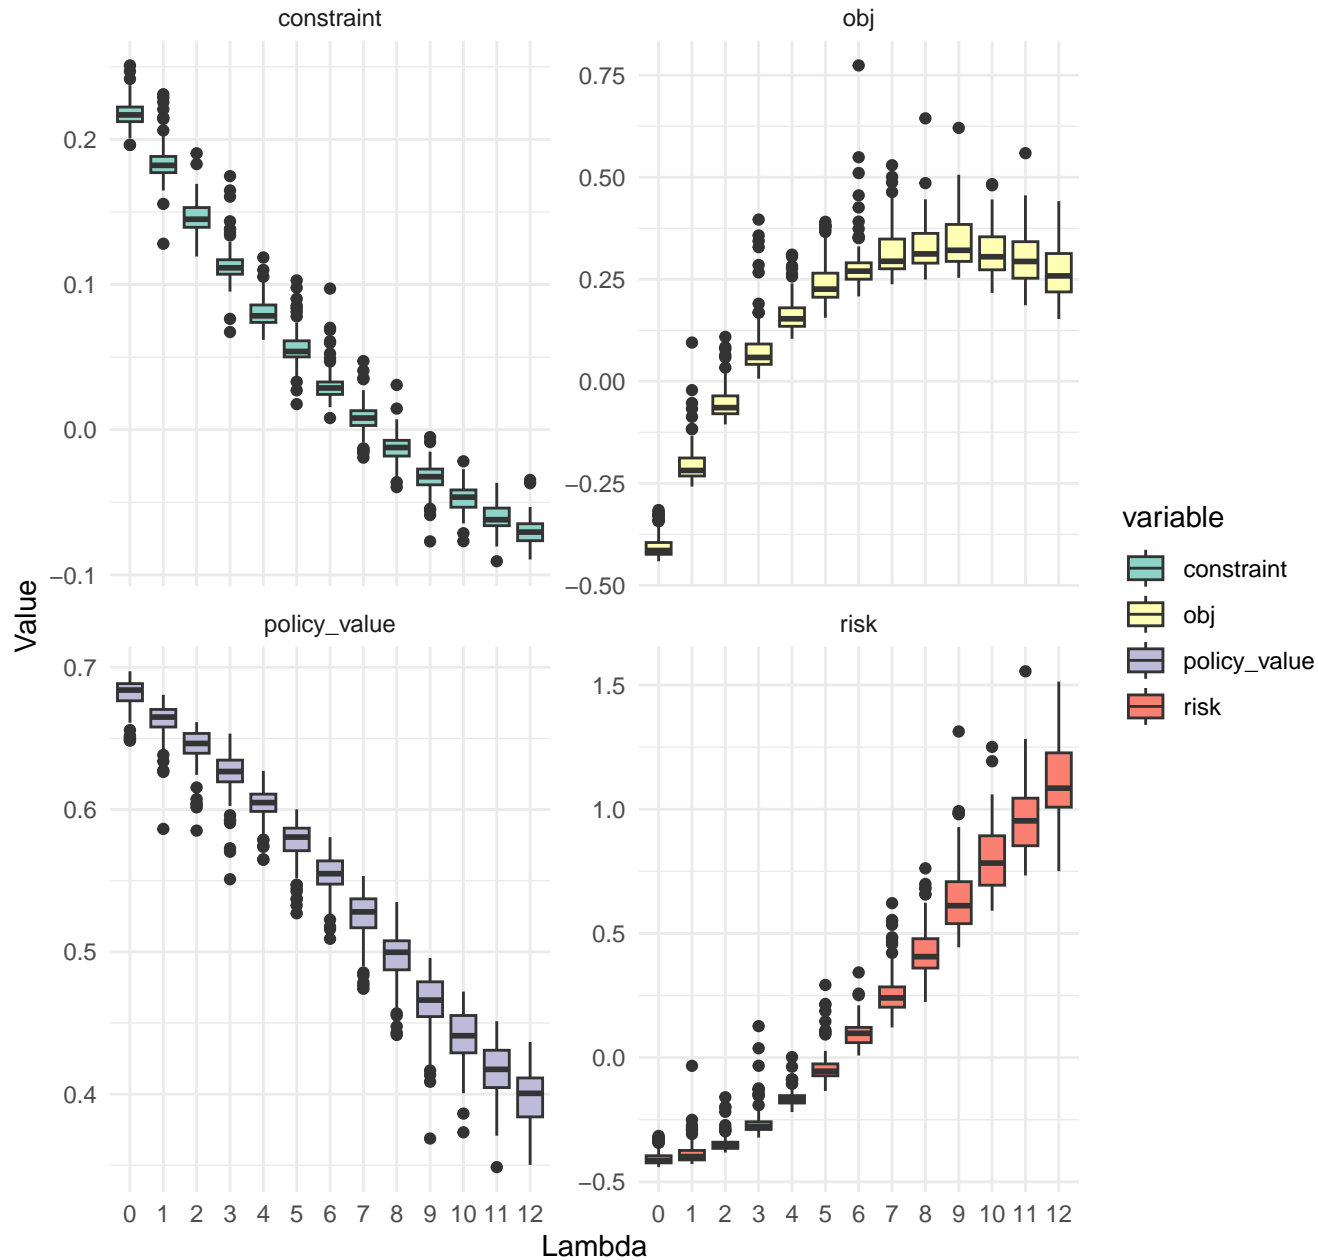 constraint
obj
0.2
0.1
0.0
−0.1
0.75
0.50
0.25
0.00
−0.25
−0.50
policy_value
risk
0.7
0.6
0.5
0.4
1.5
1.0
0.5
0.0
−0.5
0 1 2 3 4 5 6 7 8 9 10 11 12
0 1 2 3 4 5 6 7 8 9 10 11 12
Lambda
Value
variable
constraint
obj
policy_value
risk